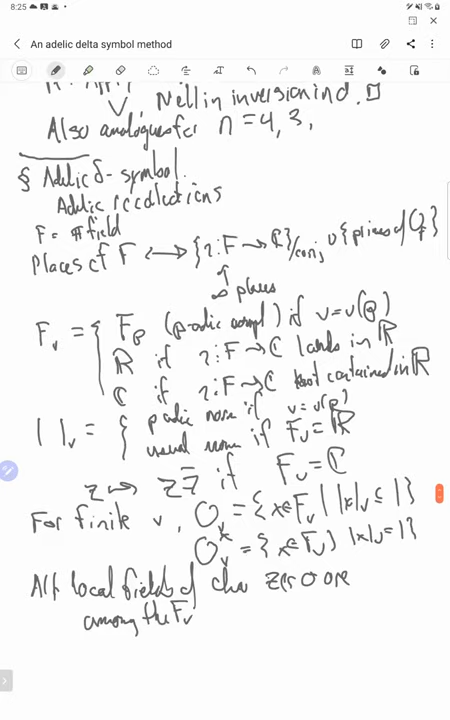 8:25
An adelic delta symbol method
Mellin inversion ind. □
Also analogues for n = 4, 3,
§ Adelic δ-symbol.
Adelic recollections
F = # field
Places of F ⟷ {ι: F → ℂ}/conj ∪ {primes of O_F}
↑
∞ places
F_v = { F_p (p-adic compl) if v = v(p)
ℝ if ι: F → ℂ lands in ℝ
ℂ if ι: F → ℂ not contained in ℝ
| |_v = { p-adic norm if v = v(p)
usual norm if F_v = ℝ
z ↦ z z̄ if F_v = ℂ
For finite v, O_v = {x ∈ F_v | |x|_v ≤ 1}
O_v^× = {x ∈ F_v | |x|_v = 1}
All local fields of char zero are
among the F_v